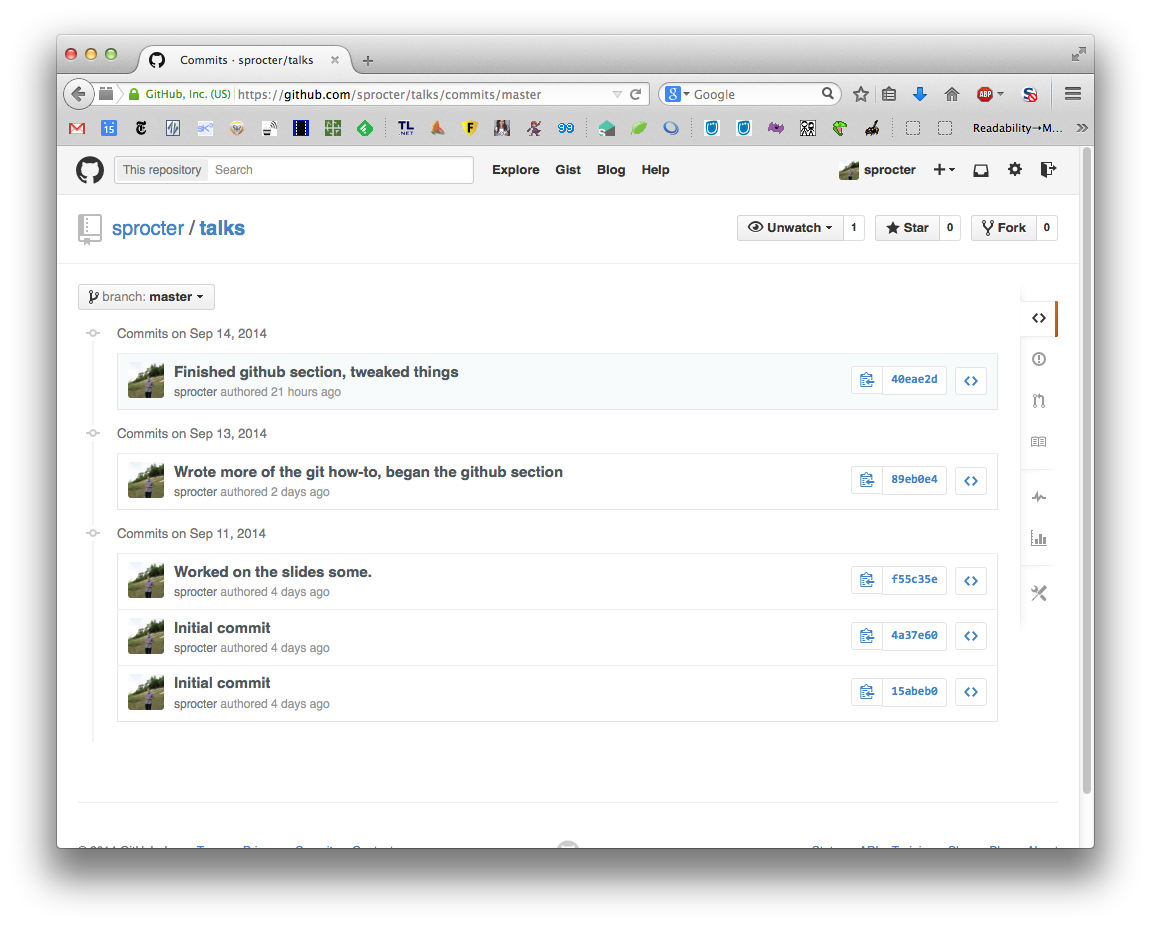 Commits · sprocter/talks
GitHub, Inc. (US) https://github.com/sprocter/talks/commits/master Google
Readability→M...
This repository Search Explore Gist Blog Help sprocter
sprocter / talks Unwatch 1 Star 0 Fork 0
branch: master
Commits on Sep 14, 2014
Finished github section, tweaked things
sprocter authored 21 hours ago 40eae2d
Commits on Sep 13, 2014
Wrote more of the git how-to, began the github section
sprocter authored 2 days ago 89eb0e4
Commits on Sep 11, 2014
Worked on the slides some.
sprocter authored 4 days ago f55c35e
Initial commit
sprocter authored 4 days ago 4a37e60
Initial commit
sprocter authored 4 days ago 15abeb0